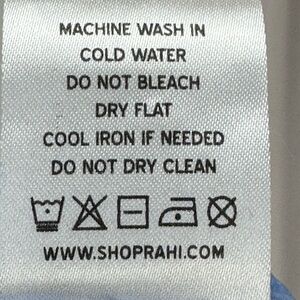 MACHINE WASH IN
COLD WATER
DO NOT BLEACH
DRY FLAT
COOL IRON IF NEEDED
DO NOT DRY CLEAN
WWW.SHOPRAHI.COM